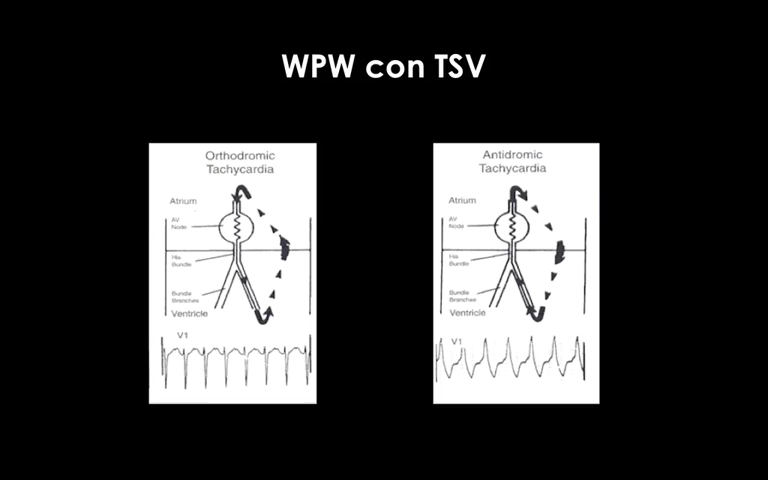 WPW con TSV
Orthodromic
Tachycardia
Atrium
AV
Node
His
Bundle
Bundle
Branches
Ventricle
V1
Antidromic
Tachycardia
Atrium
AV
Node
His
Bundle
Bundle
Branches
Ventricle
V1